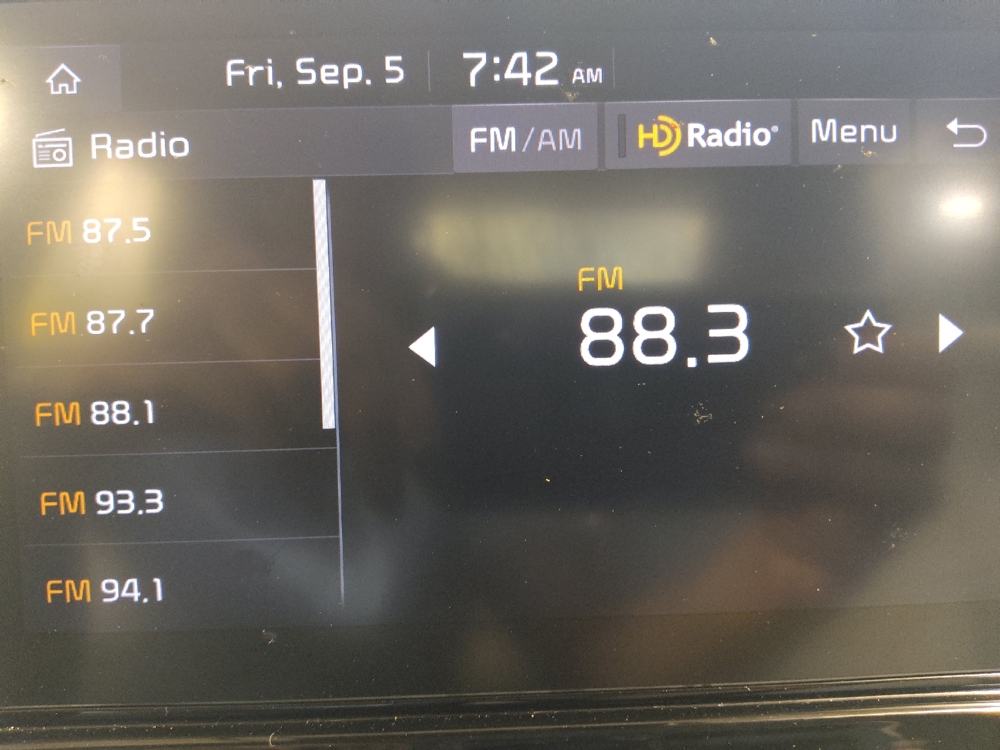 Fri, Sep. 5 7:42 AM
Radio FM/AM HD Radio® Menu
FM 87.5
FM 87.7
FM 88.1
FM 93.3
FM 94.1
FM
88.3